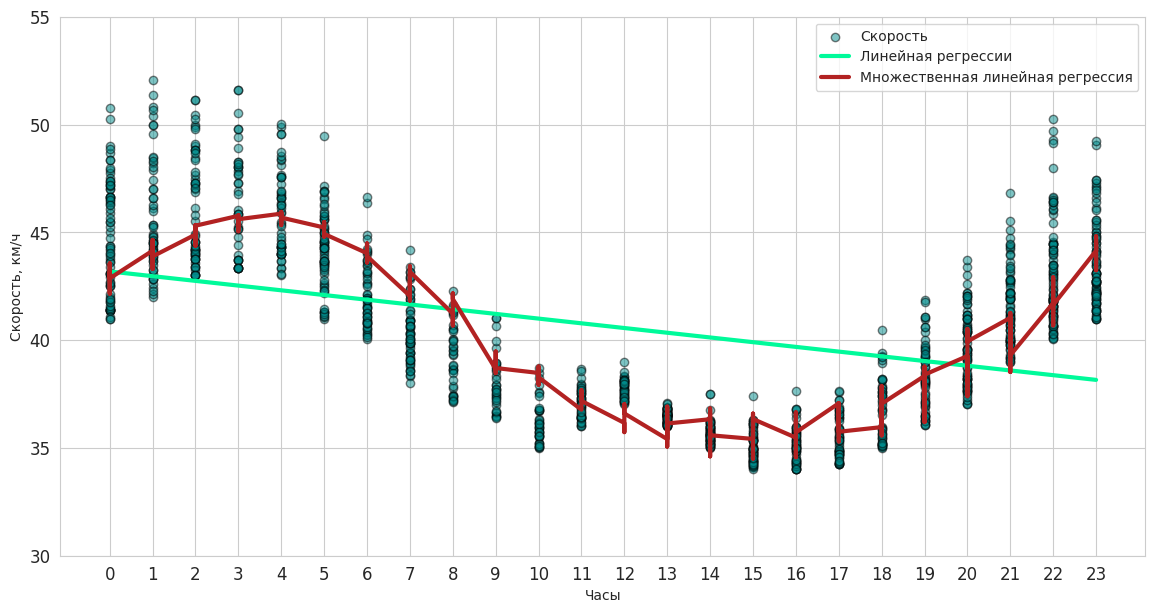 55
50
45
40
35
30
Скорость, км/ч
Скорость
Линейная регрессии
Множественная линейная регрессия
0 1 2 3 4 5 6 7 8 9 10 11 12 13 14 15 16 17 18 19 20 21 22 23
Часы